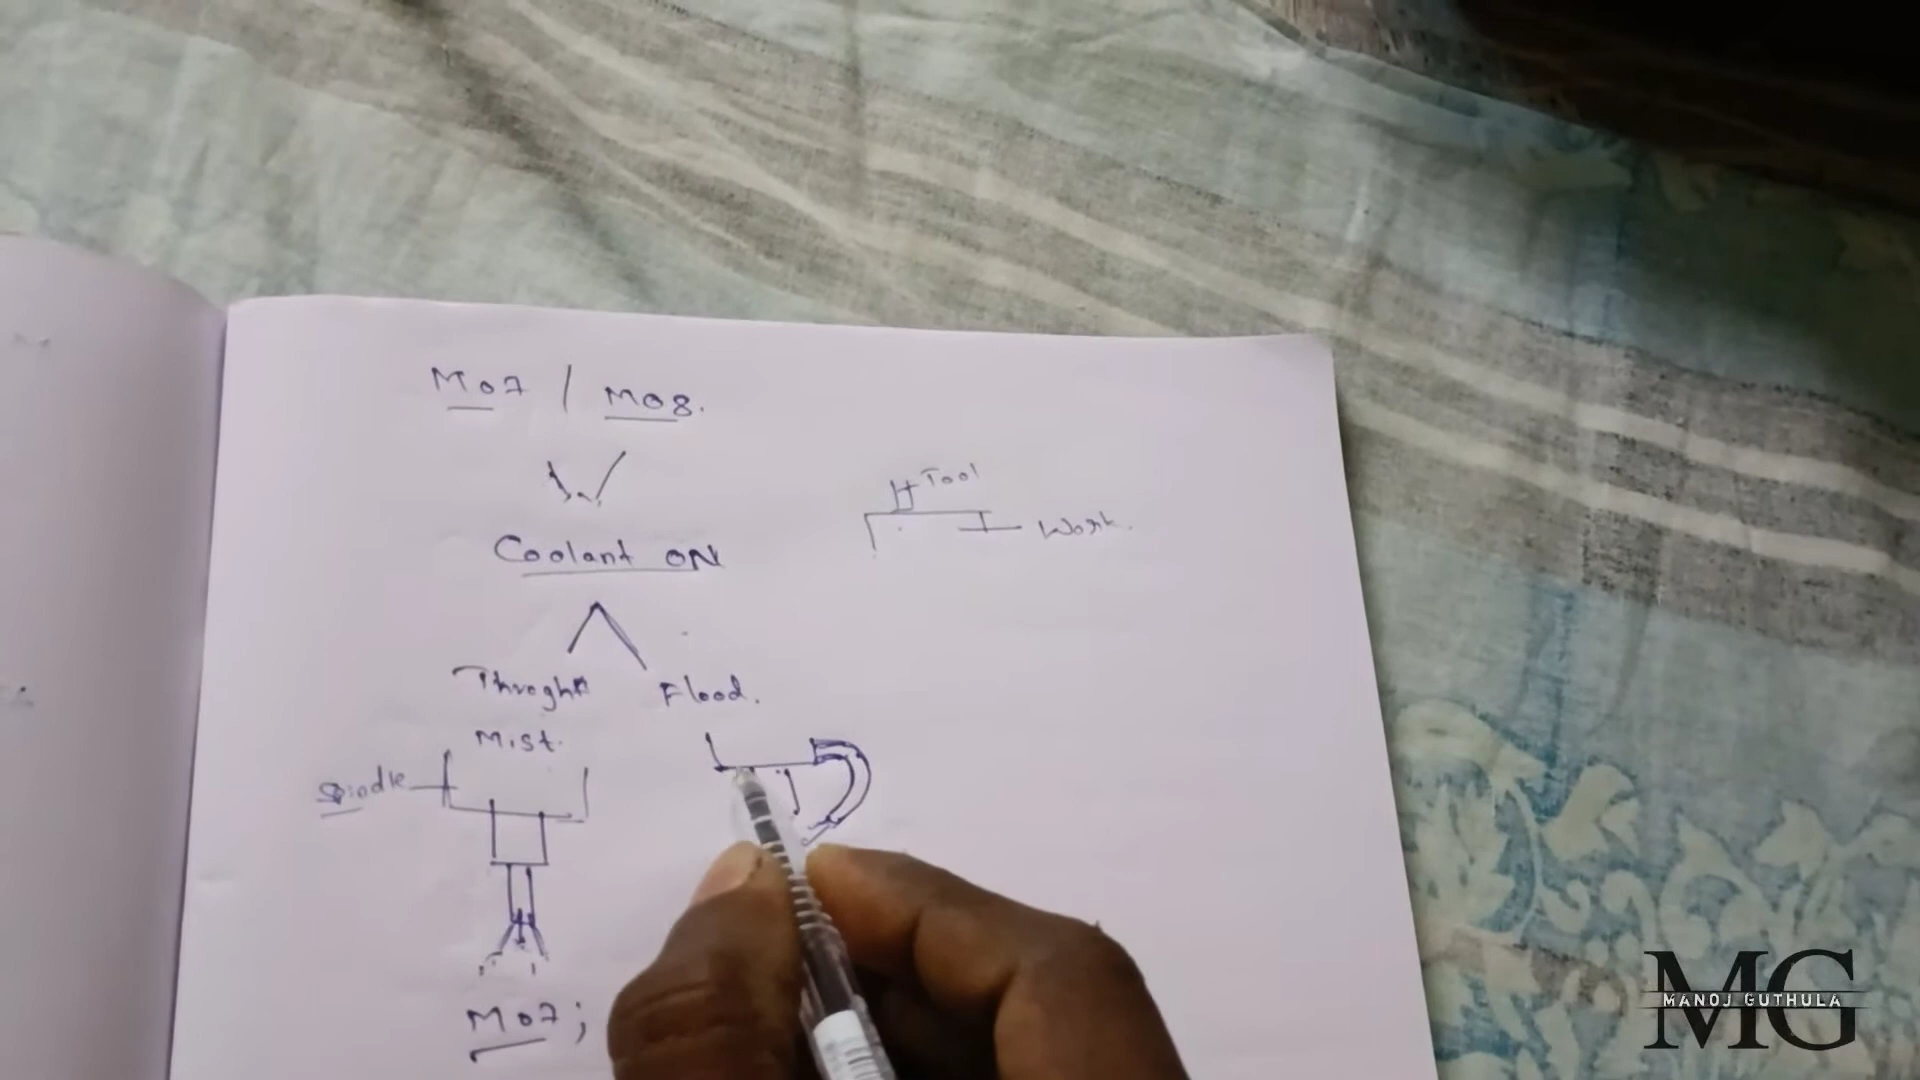 M07 / M08.
Tool
Work.
Coolant ON
Throgh Flood.
Mist.
Spindle
M07;
MG
MANOJ GUTHULA